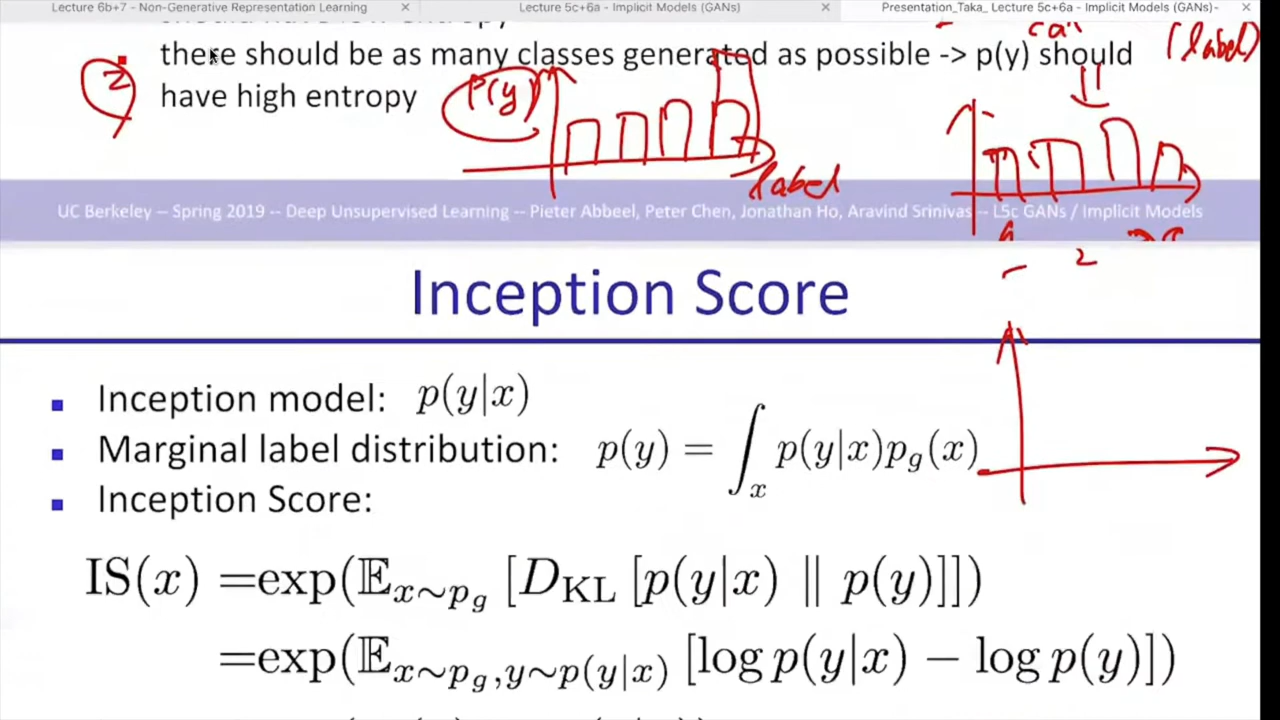 Lecture 6b+7 - Non-Generative Representation Learning
Lecture 5c+6a - Implicit Models (GANs)
Presentation_Taka_ Lecture 5c+6a - Implicit Models (GANs)-
there should be as many classes generated as possible -> p(y) should
(label)
2
have high entropy
p(y)
label
UC Berkeley -- Spring 2019 -- Deep Unsupervised Learning -- Pieter Abbeel, Peter Chen, Jonathan Ho, Aravind Srinivas -- L5c GANs / Implicit Models
2
Inception Score
Inception model: p(y|x)
Marginal label distribution: p(y) = ∫_x p(y|x)p_g(x)
Inception Score:
IS(x) =exp(𝔼_{x∼p_g} [D_KL [p(y|x) ∥ p(y)]])
=exp(𝔼_{x∼p_g,y∼p(y|x)} [log p(y|x) − log p(y)])